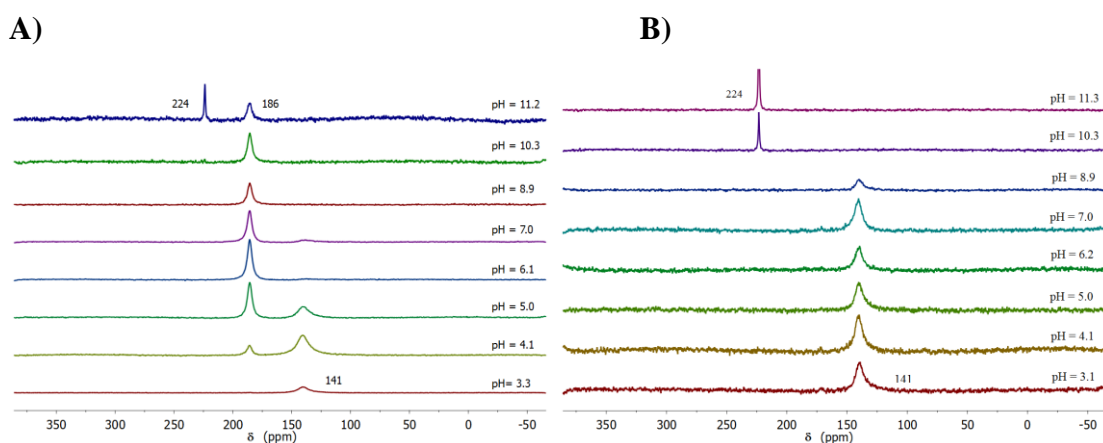 A)
224
186
pH = 11.2
pH = 10.3
pH = 8.9
pH = 7.0
pH = 6.1
pH = 5.0
pH = 4.1
141
pH= 3.3
350 300 250 200 150 100 50 0 -50
δ (ppm)
B)
224
pH = 11.3
pH = 10.3
pH = 8.9
pH = 7.0
pH = 6.2
pH = 5.0
pH = 4.1
141
pH = 3.1
350 300 250 200 150 100 50 0 -50
δ (ppm)